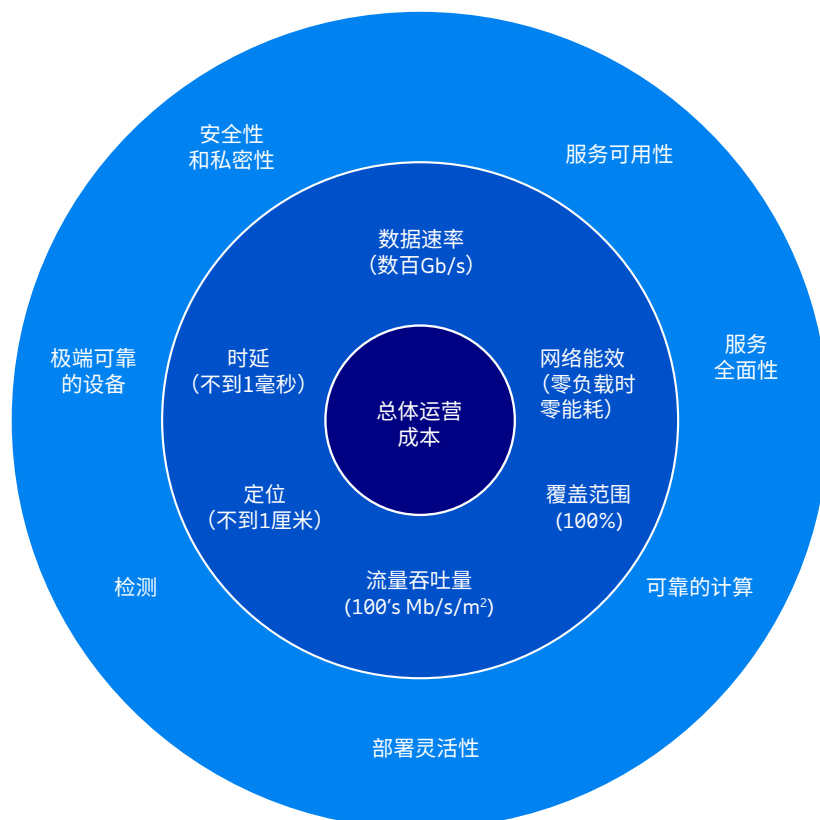 安全性
和私密性
服务可用性
数据速率
（数百Gb/s）
极端可靠
的设备
时延
（不到1毫秒）
总体运营
成本
网络能效
（零负载时
零能耗）
服务
全面性
定位
（不到1厘米）
覆盖范围
(100%)
检测
流量吞吐量
(100's Mb/s/m²)
可靠的计算
部署灵活性